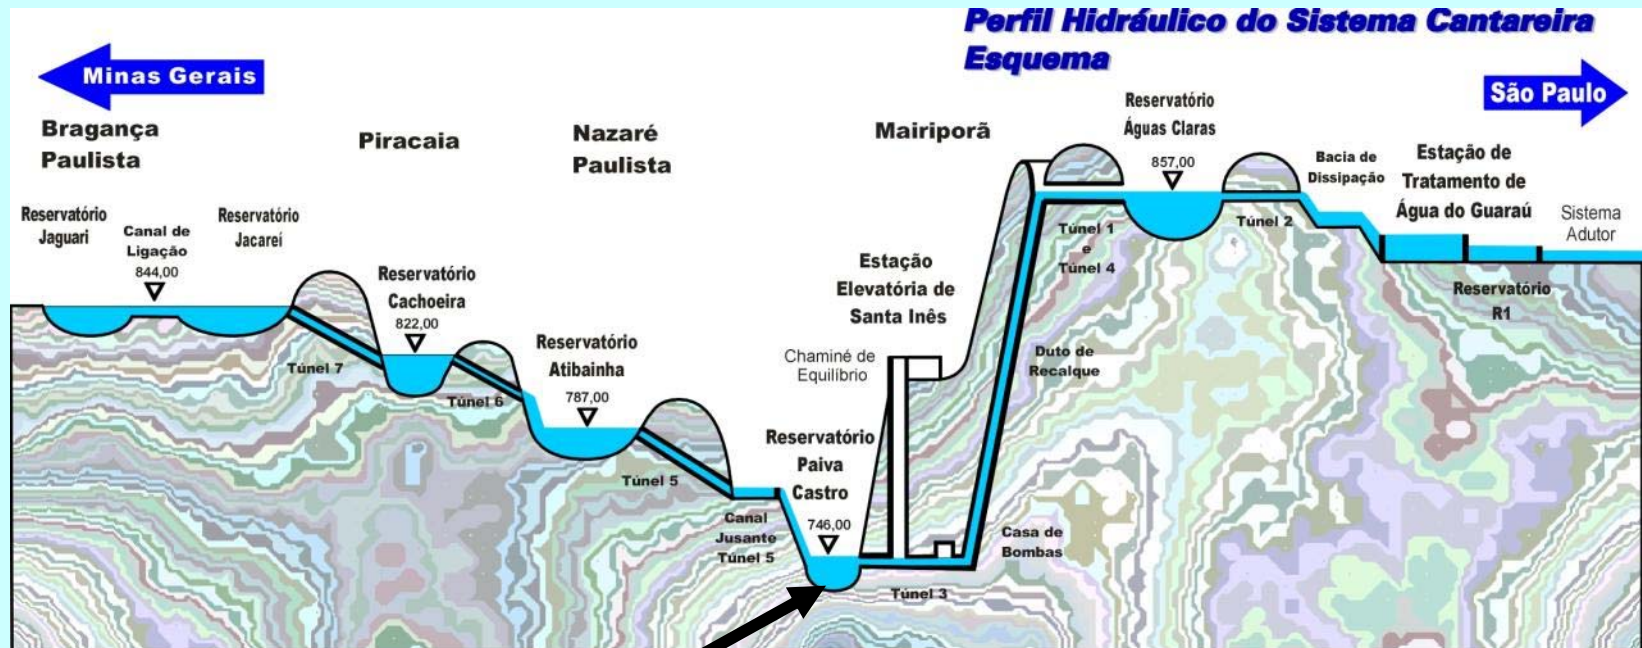 Perfil Hidráulico do Sistema Cantareira
Esquema
Minas Gerais
São Paulo
Bragança
Paulista
Piracaia
Nazaré
Paulista
Mairiporã
Reservatório
Jaguari
Canal de
Ligação
844,00
Reservatório
Jacareí
Túnel 7
Reservatório
Cachoeira
822,00
Túnel 6
Reservatório
Atibainha
787,00
Túnel 5
Canal
Jusante
Túnel 5
Reservatório
Paiva
Castro
746,00
Túnel 3
Chaminé de
Equilíbrio
Estação
Elevatória de
Santa Inês
Casa de
Bombas
Duto de
Recalque
Túnel 1
e
Túnel 4
Reservatório
Águas Claras
857,00
Túnel 2
Bacia de
Dissipação
Estação de
Tratamento de
Água do Guaraú
Reservatório
R1
Sistema
Adutor